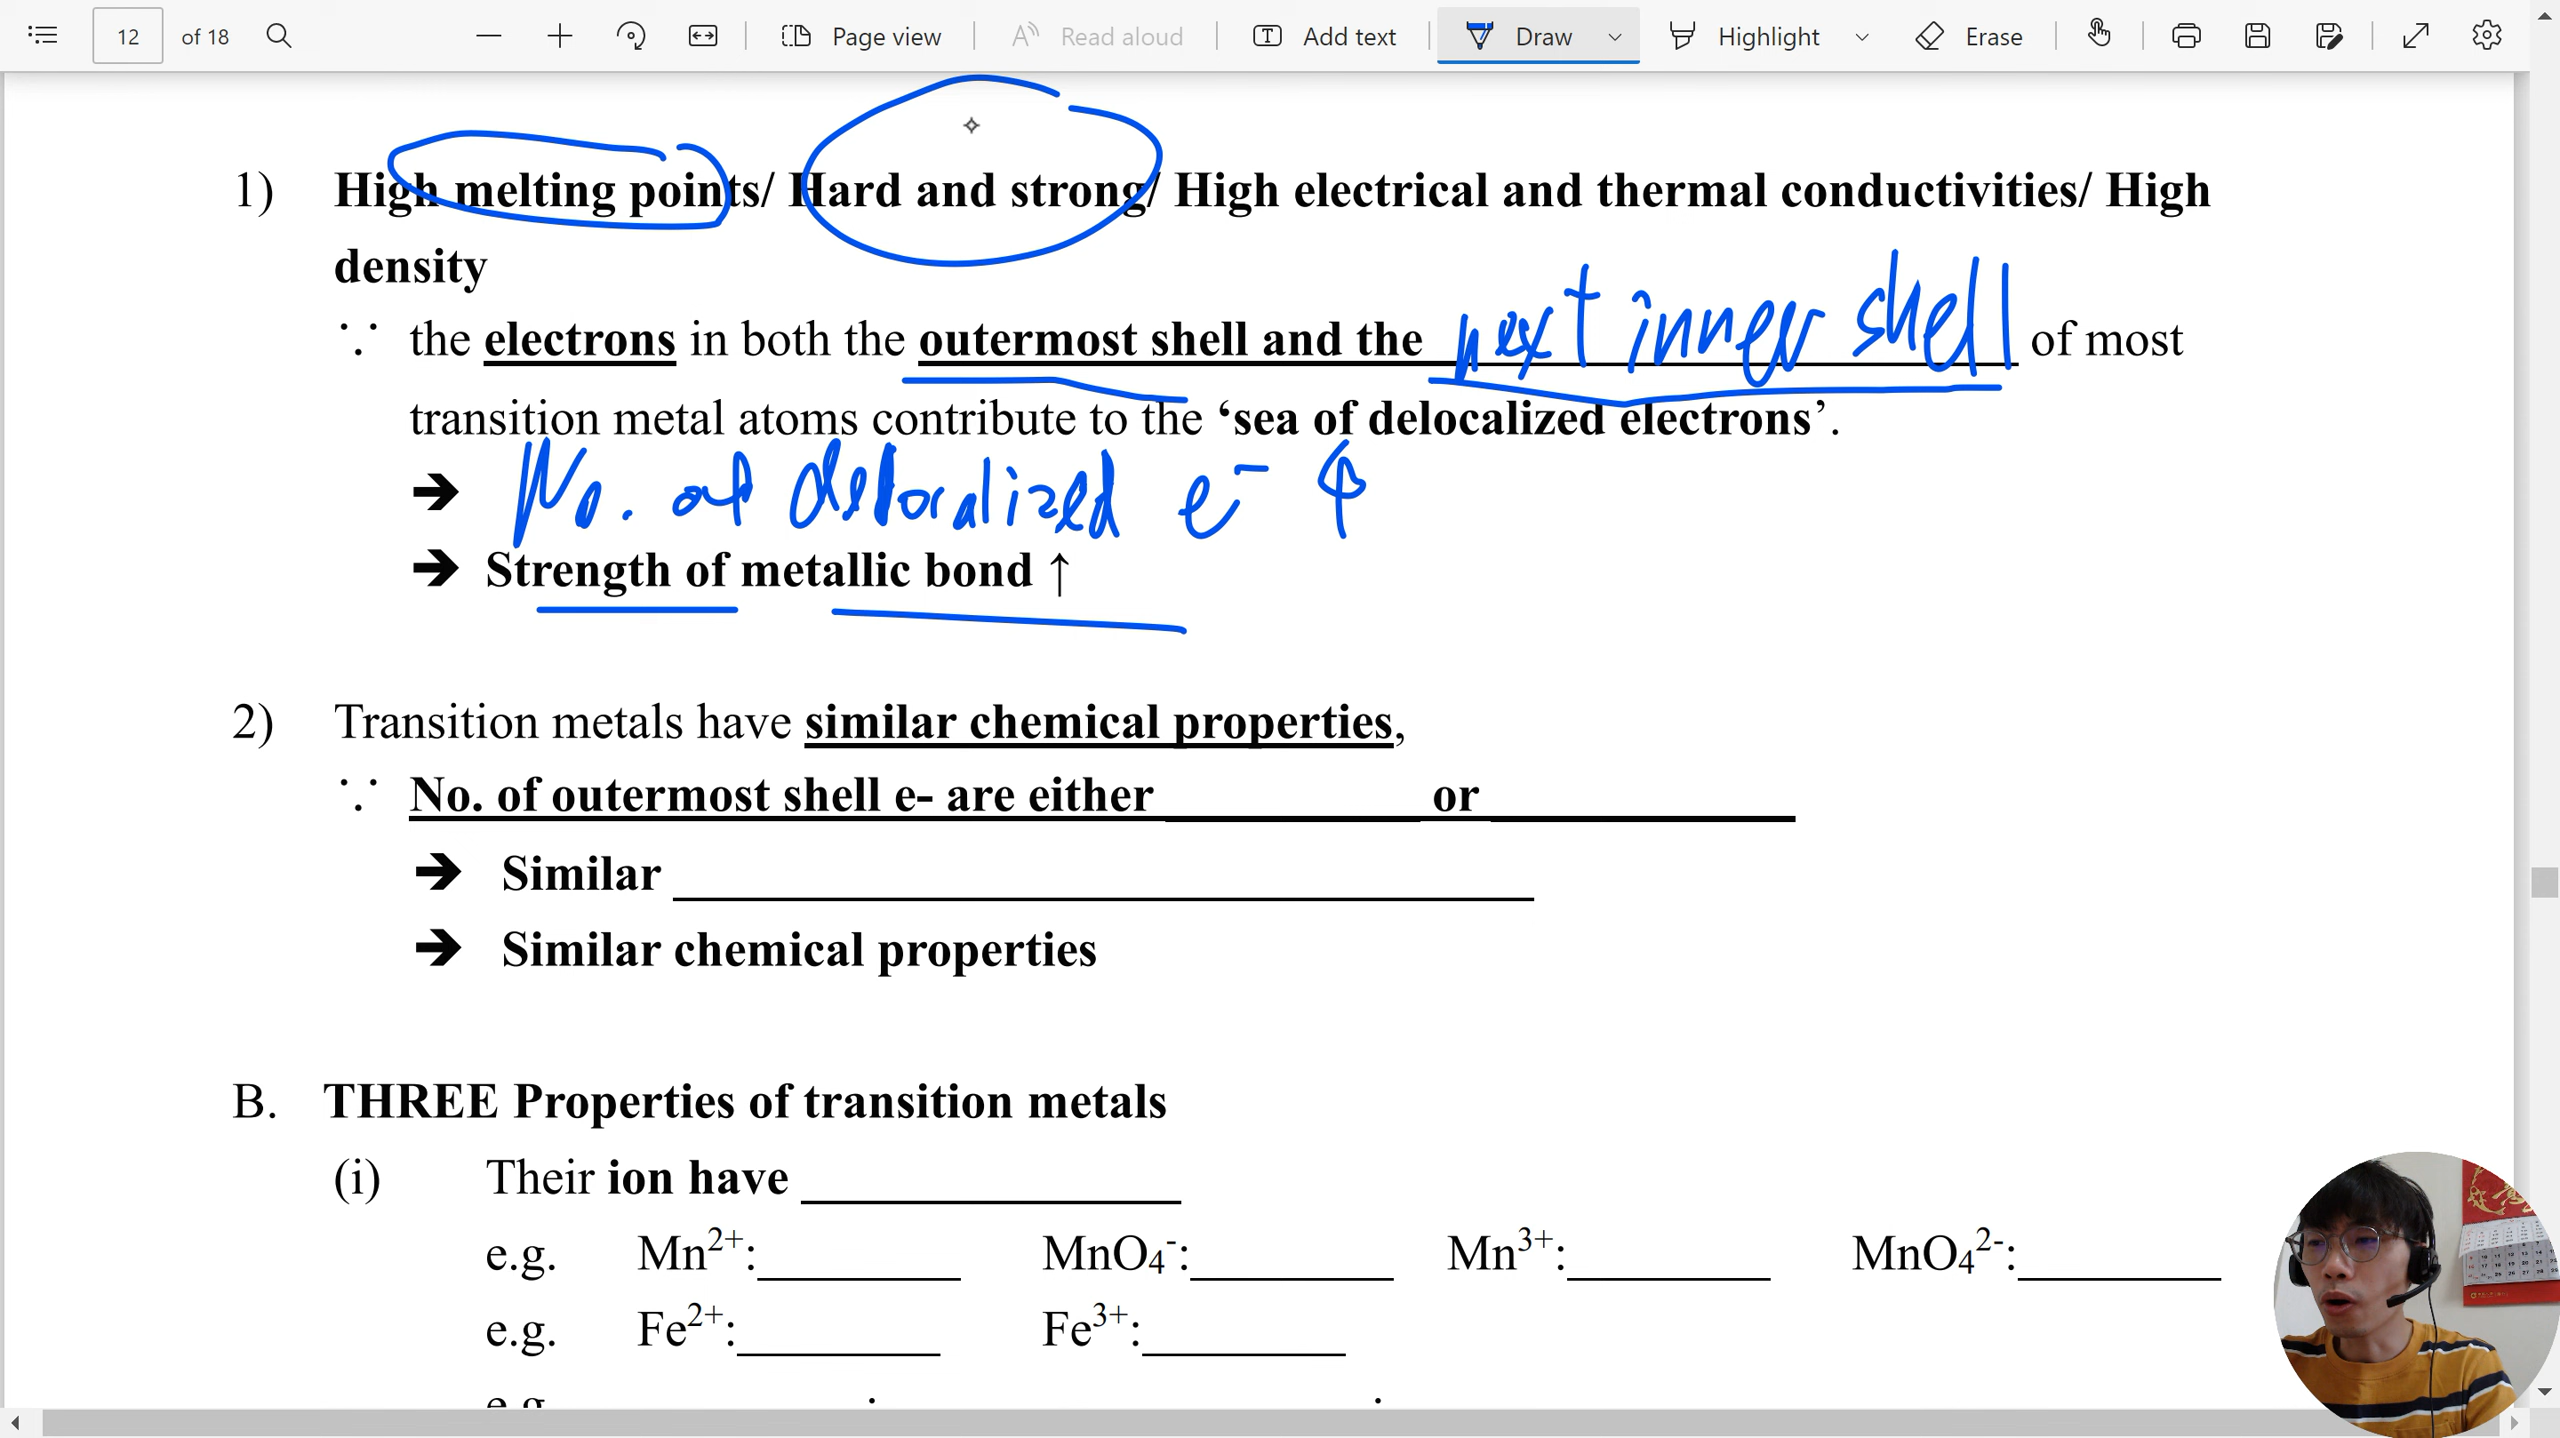 12 of 18 Page view Read aloud Add text Draw Highlight Erase
1) High melting points/ Hard and strong/ High electrical and thermal conductivities/ High
density
∵ the electrons in both the outermost shell and the next inner shell of most
transition metal atoms contribute to the ‘sea of delocalized electrons’.
➔ No. of delocalized e⁻ ↑
➔ Strength of metallic bond ↑
2) Transition metals have similar chemical properties,
∵ No. of outermost shell e- are either __________ or ____________
➔ Similar __________________________________
➔ Similar chemical properties
B. THREE Properties of transition metals
(i) Their ion have _______________
e.g. Mn²⁺:________ MnO₄⁻:________ Mn³⁺:________ MnO₄²⁻:________
e.g. Fe²⁺:________ Fe³⁺:________
e.g. : :